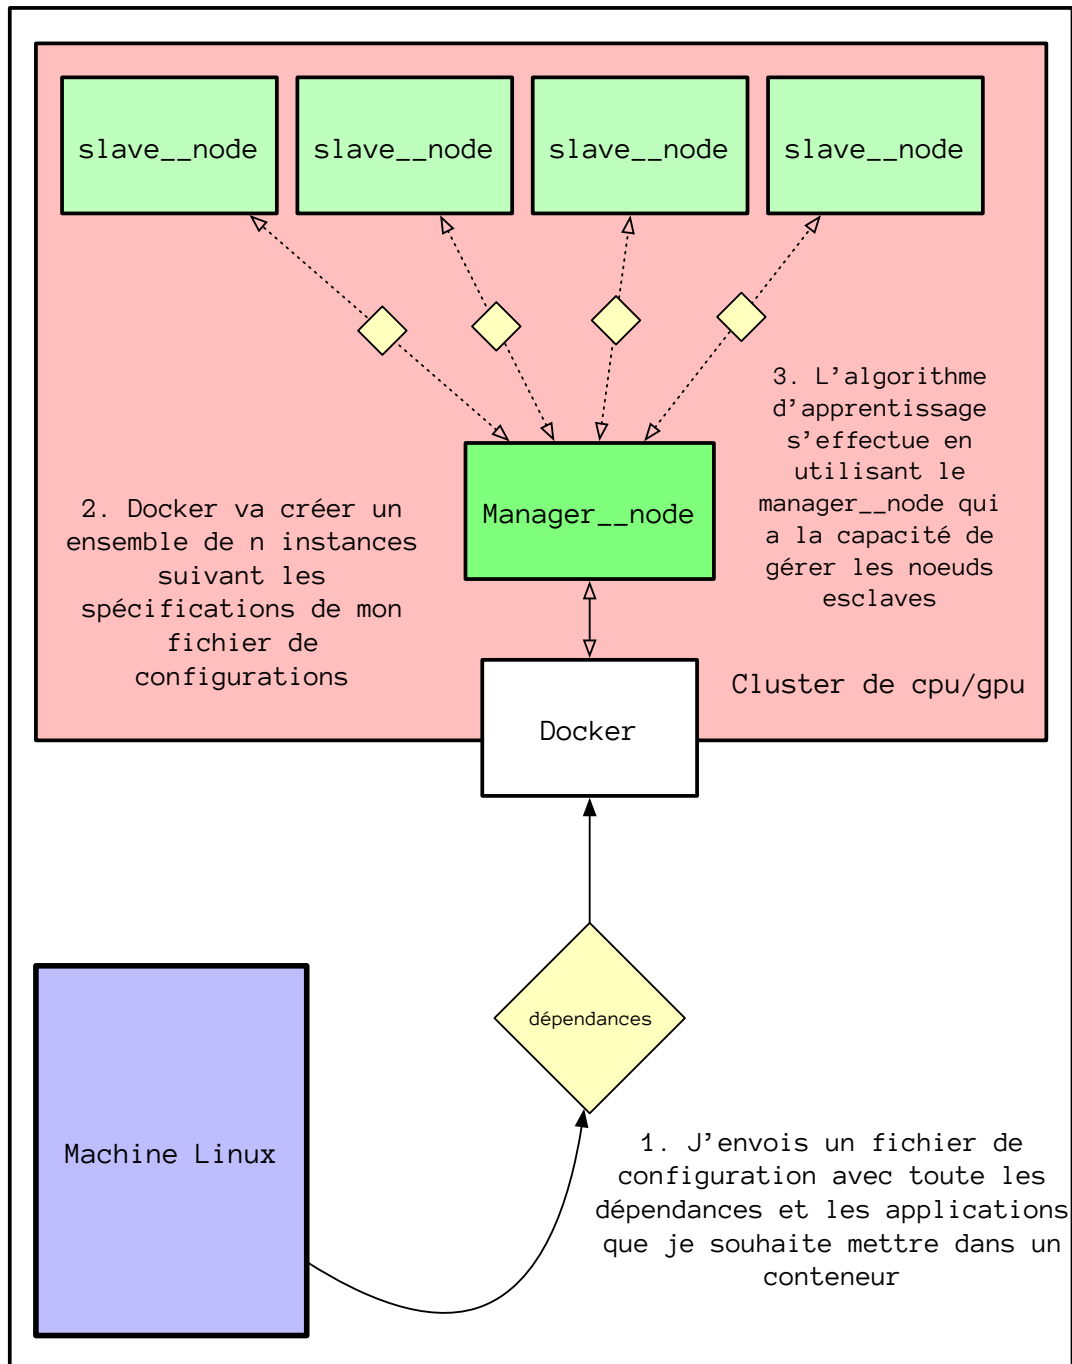 slave__node slave__node slave__node slave__node
3. L'algorithme
d'apprentissage
s'effectue en
utilisant le
manager__node qui
a la capacité de
gérer les noeuds
esclaves
Manager__node
2. Docker va créer un
ensemble de n instances
suivant les
spécifications de mon
fichier de
configurations
Cluster de cpu/gpu
Docker
dépendances
Machine Linux
1. J'envois un fichier de
configuration avec toute les
dépendances et les applications
que je souhaite mettre dans un
conteneur